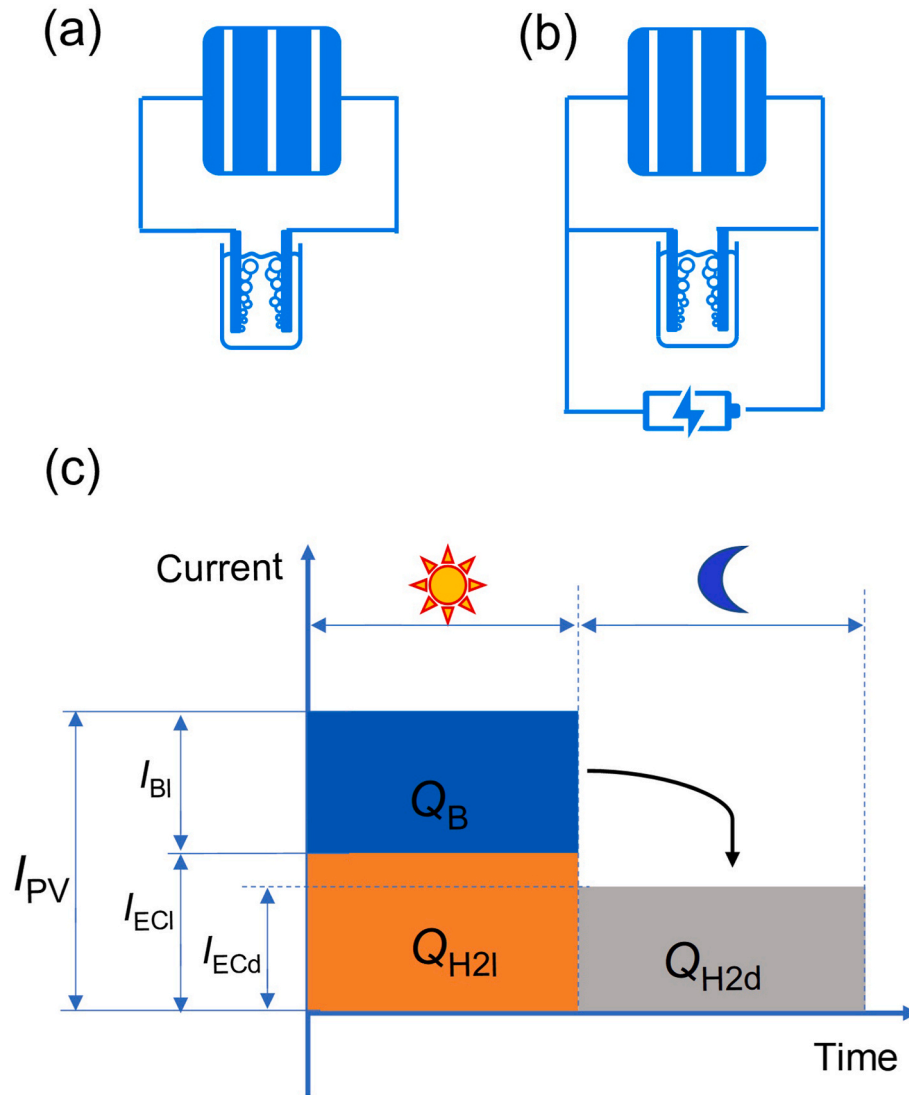 (a)
(b)
(c)
Current
I_Bl
Q_B
I_PV
I_ECl
I_ECd
Q_H2l
Q_H2d
Time